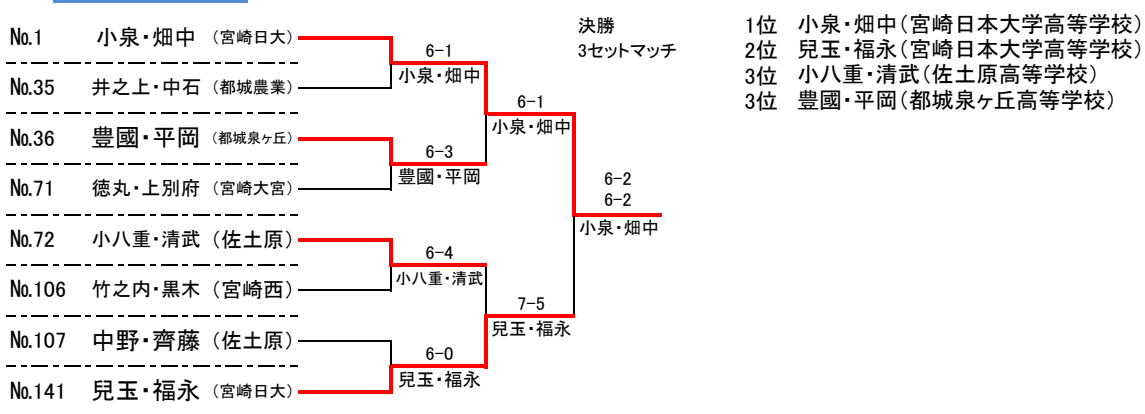 No.1 小泉・畑中 (宮崎日大)
No.35 井之上・中石 (都城農業)
No.36 豊國・平岡 (都城泉ヶ丘)
No.71 徳丸・上別府 (宮崎大宮)
No.72 小八重・清武 (佐土原)
No.106 竹之内・黒木 (宮崎西)
No.107 中野・齊藤 (佐土原)
No.141 兒玉・福永 (宮崎日大)
6-1
小泉・畑中
6-3
豊國・平岡
6-4
小八重・清武
6-0
兒玉・福永
6-1
小泉・畑中
7-5
兒玉・福永
決勝
3セットマッチ
6-2
6-2
小泉・畑中
1位 小泉・畑中(宮崎日本大学高等学校)
2位 兒玉・福永(宮崎日本大学高等学校)
3位 小八重・清武(佐土原高等学校)
3位 豊國・平岡(都城泉ヶ丘高等学校)